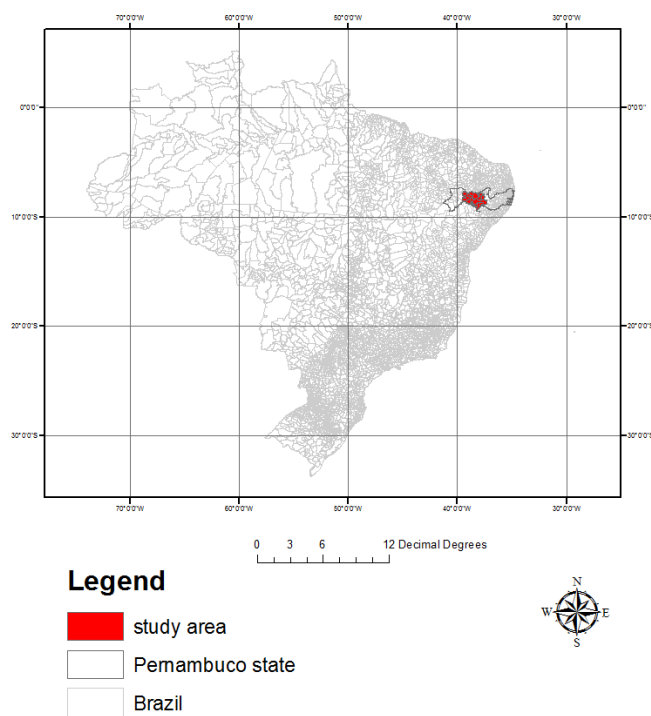 70°0'0"W 60°0'0"W 50°0'0"W 40°0'0"W 30°0'0"W
0°0'0" 0°0'0"
10°0'0"S 10°0'0"S
20°0'0"S 20°0'0"S
30°0'0"S 30°0'0"S
70°0'0"W 60°0'0"W 50°0'0"W 40°0'0"W 30°0'0"W
0 3 6 12 Decimal Degrees
Legend
study area
Pernambuco state
Brazil
N
W E
S